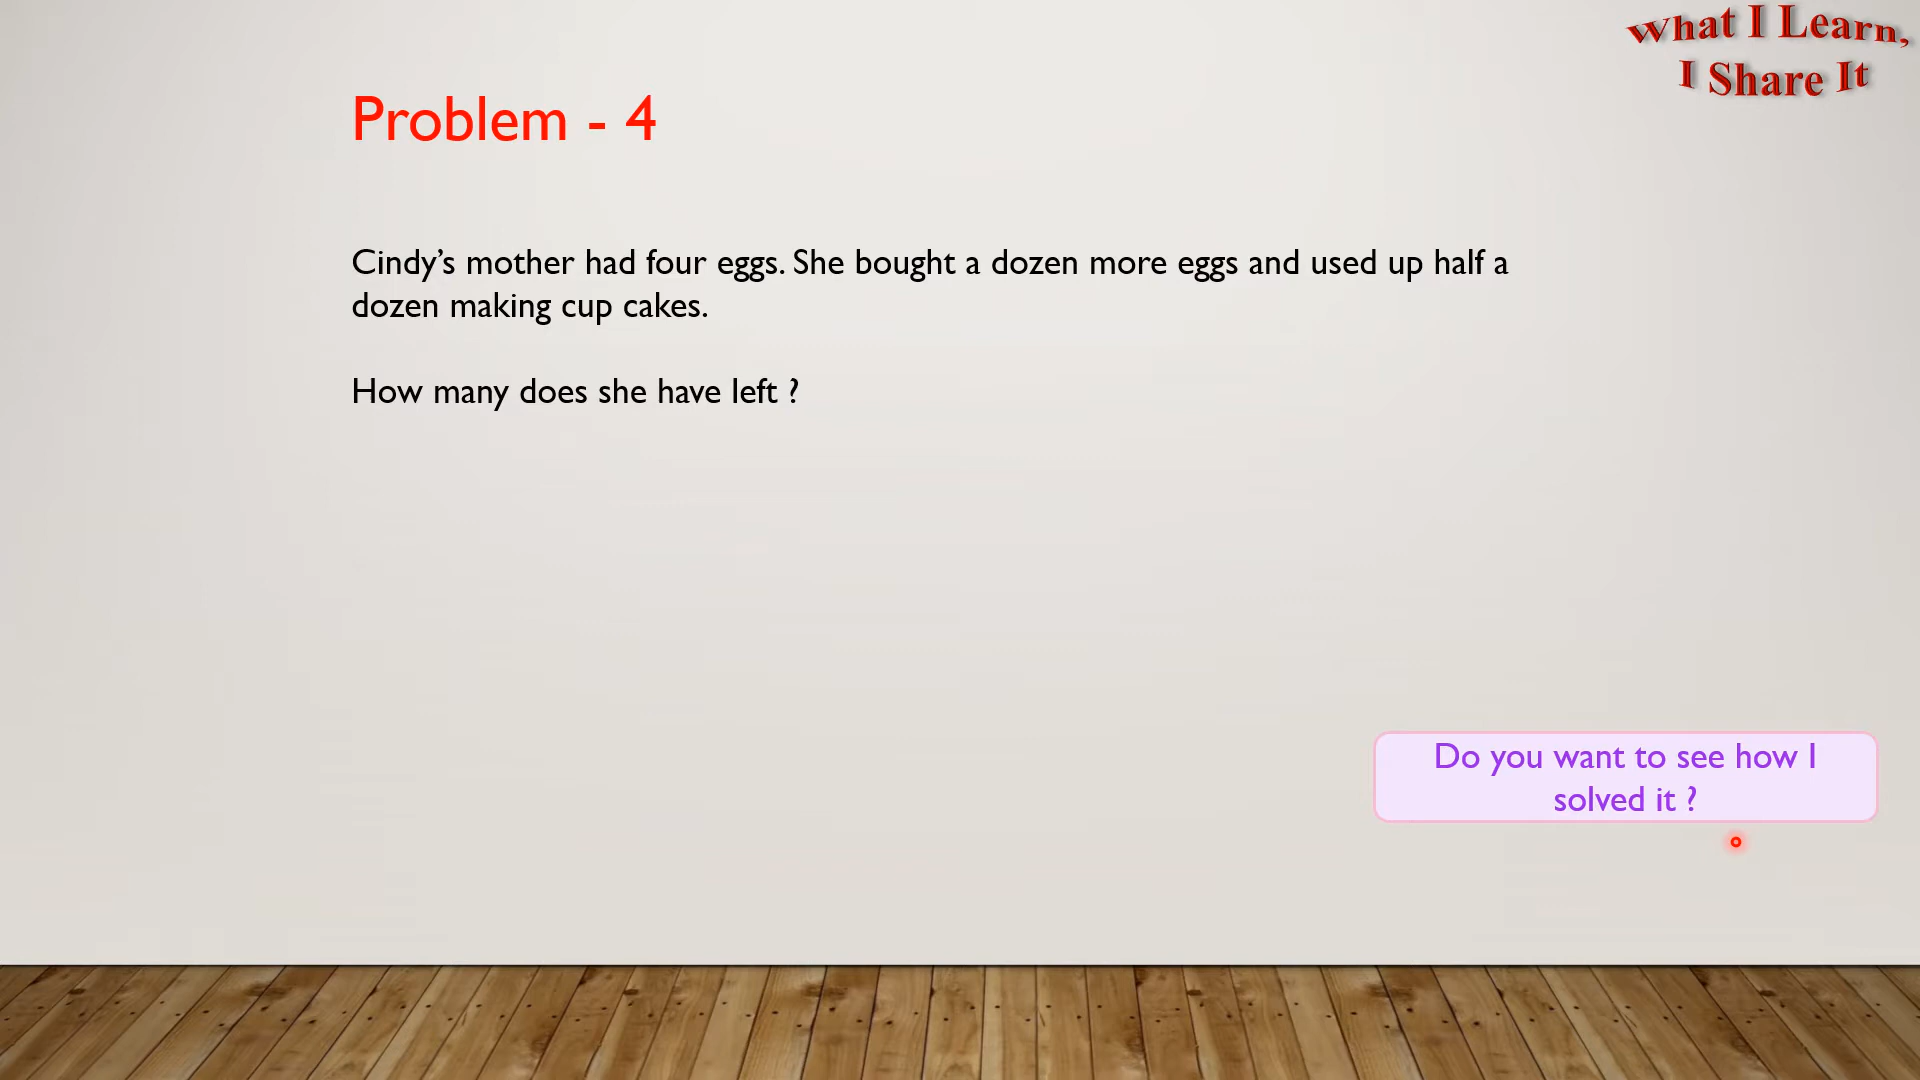 What I Learn,
I Share It
Problem - 4
Cindy’s mother had four eggs. She bought a dozen more eggs and used up half a
dozen making cup cakes.
How many does she have left ?
Do you want to see how I
solved it ?